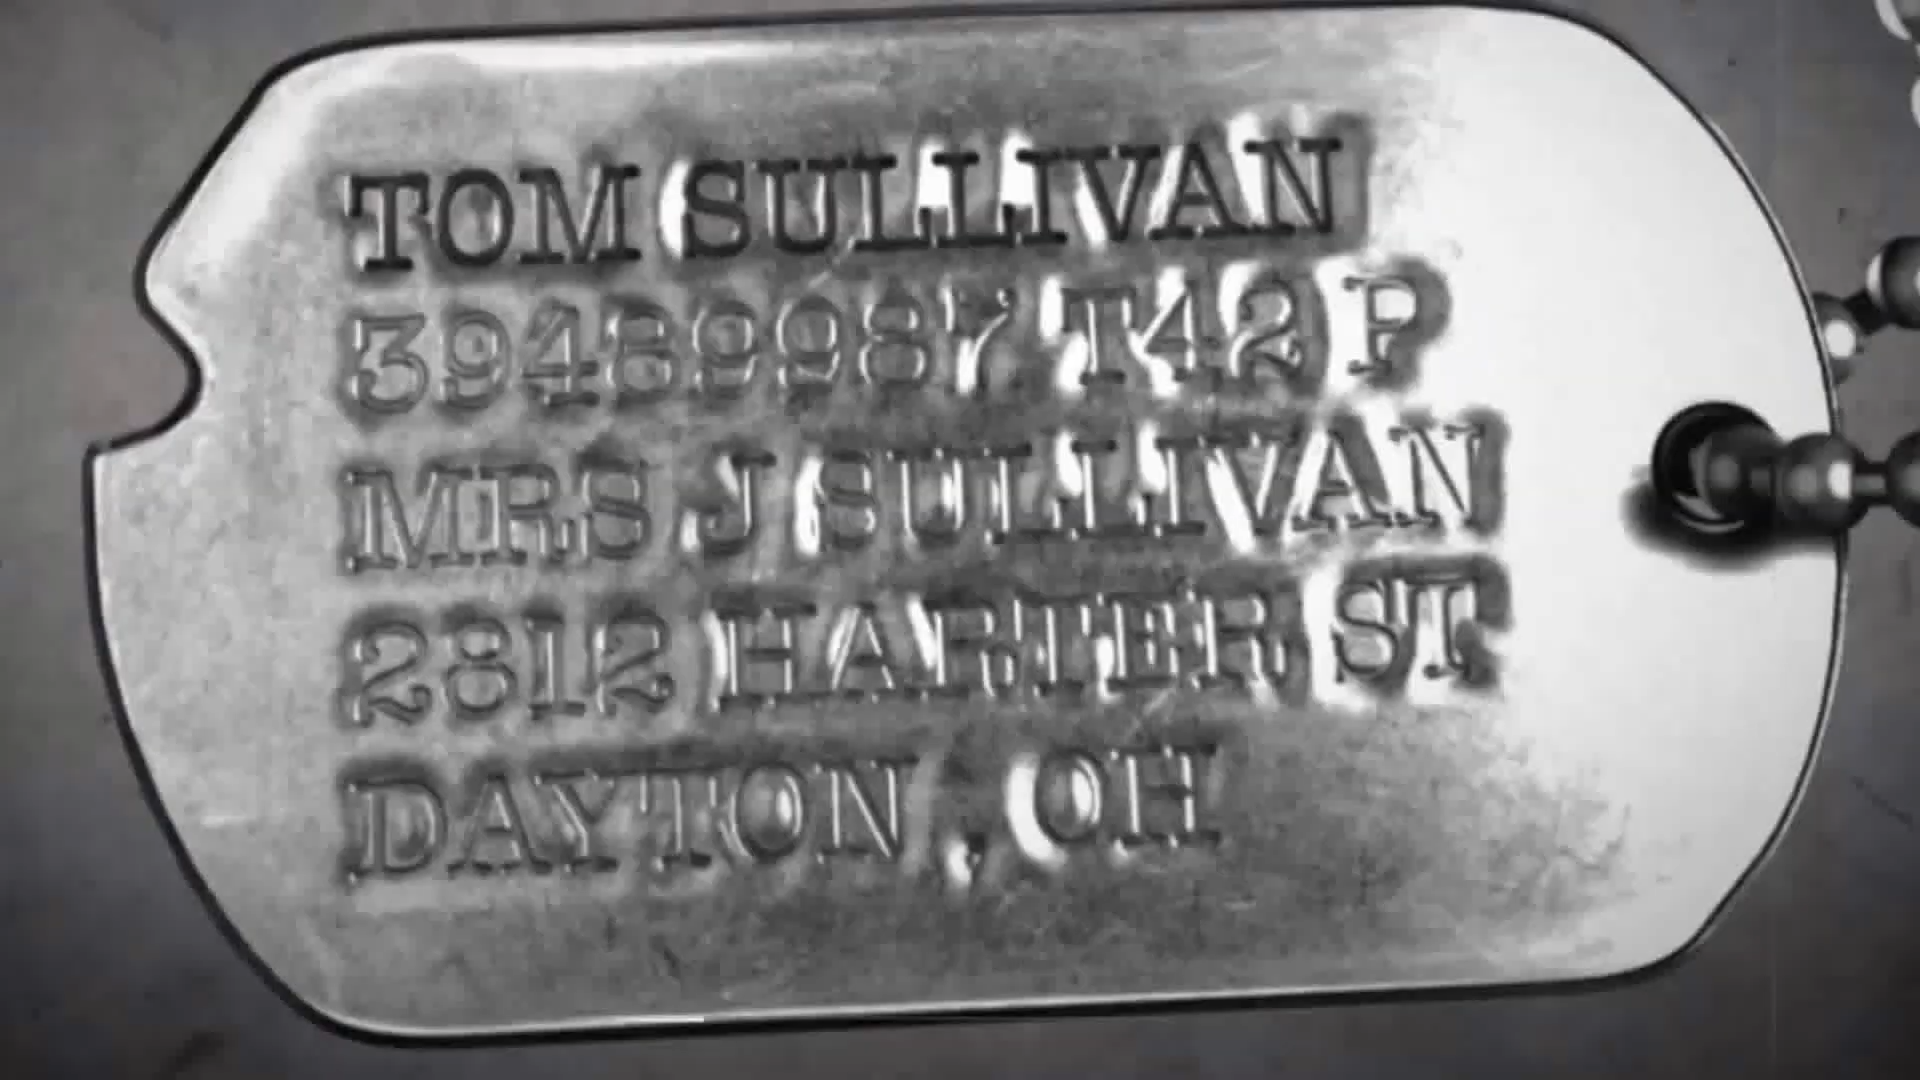 TOM SULLIVAN
39489987 T42 P
MRS J SULLIVAN
2812 HARTER ST
DAYTON, OH